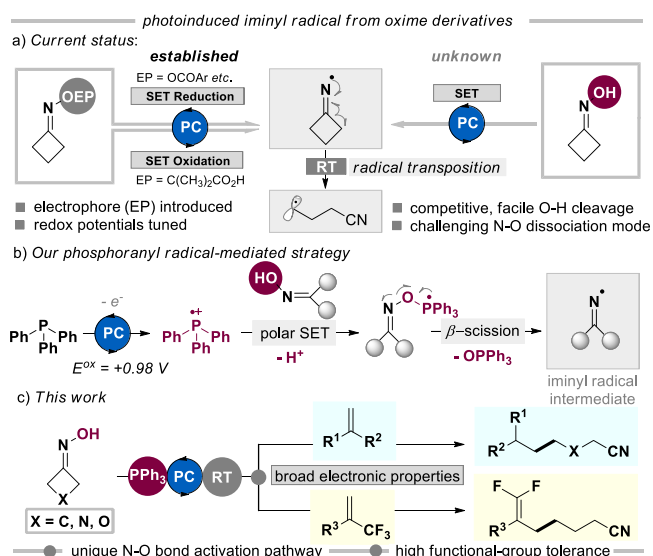 photoinduced iminyl radical from oxime derivatives
a) Current status:
established
unknown
EP = OCOAr etc.
SET Reduction
PC
SET Oxidation
EP = C(CH₃)₂CO₂H
OEP
N
N
SET
PC
OH
N
RT radical transposition
CN
electrophore (EP) introduced
redox potentials tuned
competitive, facile O-H cleavage
challenging N-O dissociation mode
b) Our phosphoranyl radical-mediated strategy
Ph P Ph
Ph
- e⁻
PC
Eᵒˣ = +0.98 V
Ph P•+ Ph
Ph
HO
N
polar SET
- H⁺
N O PPh₃
β-scission
- OPPh₃
N
iminyl radical
intermediate
c) This work
N OH
X
X = C, N, O
PPh₃ PC RT
R¹ R²
broad electronic properties
R³ CF₃
R¹
R² X CN
F F
R³ CN
unique N-O bond activation pathway
high functional-group tolerance